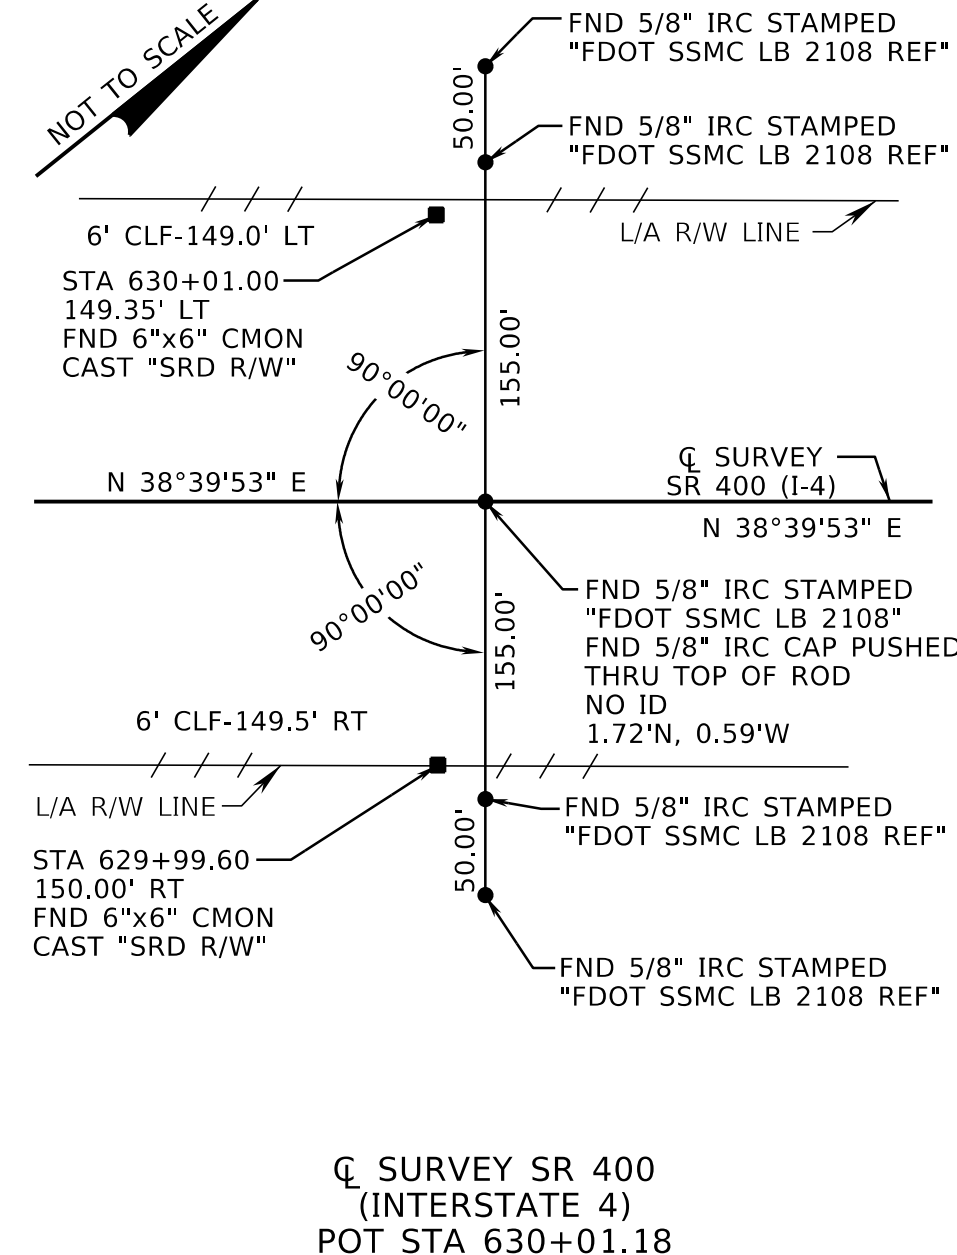 NOT TO SCALE
FND 5/8" IRC STAMPED
"FDOT SSMC LB 2108 REF"
50.00'
FND 5/8" IRC STAMPED
"FDOT SSMC LB 2108 REF"
6' CLF-149.0' LT
L/A R/W LINE
STA 630+01.00
149.35' LT
FND 6"x6" CMON
CAST "SRD R/W"
155.00'
90°00'00"
N 38°39'53" E
℄ SURVEY
SR 400 (I-4)
N 38°39'53" E
90°00'00"
155.00'
FND 5/8" IRC STAMPED
"FDOT SSMC LB 2108"
FND 5/8" IRC CAP PUSHED
THRU TOP OF ROD
NO ID
1.72'N, 0.59'W
6' CLF-149.5' RT
L/A R/W LINE
FND 5/8" IRC STAMPED
"FDOT SSMC LB 2108 REF"
STA 629+99.60
150.00' RT
FND 6"x6" CMON
CAST "SRD R/W"
50.00'
FND 5/8" IRC STAMPED
"FDOT SSMC LB 2108 REF"
℄ SURVEY SR 400
(INTERSTATE 4)
POT STA 630+01.18